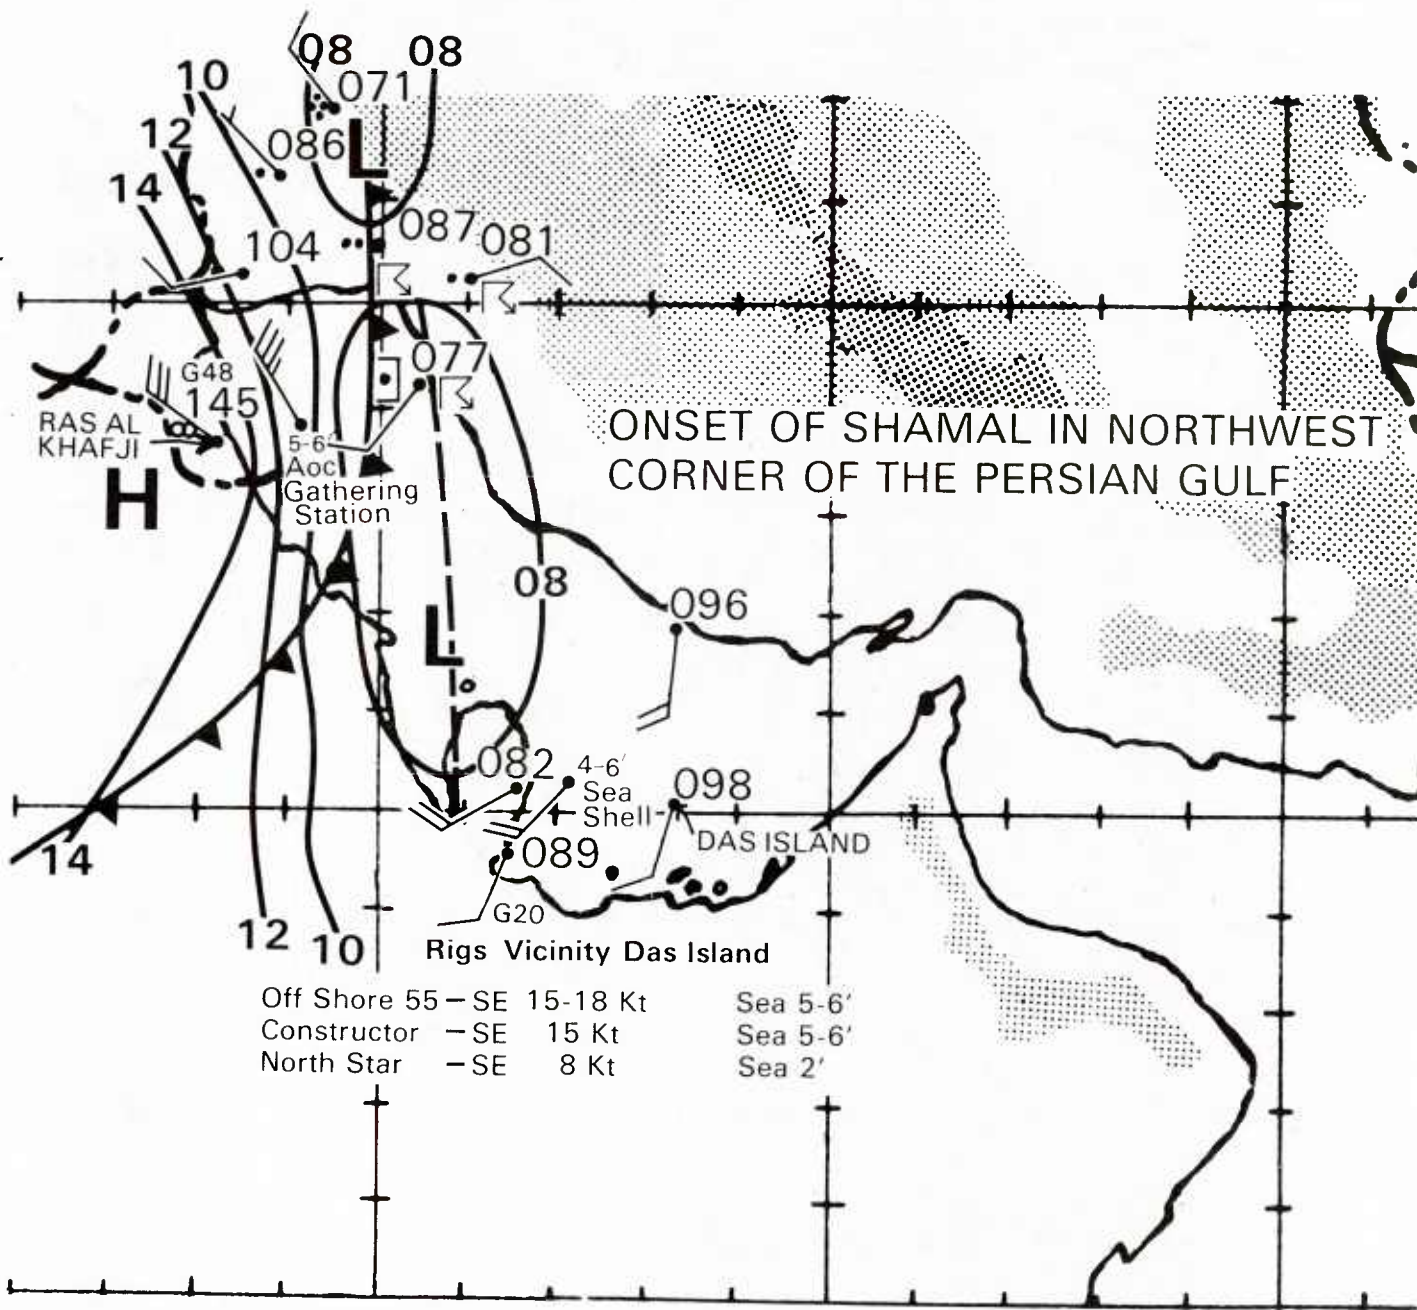 08
08
10
071
12
086
L
14
087
081
104
077
G48
145
RAS AL
KHAFJI
ONSET OF SHAMAL IN NORTHWEST
CORNER OF THE PERSIAN GULF
5-6'
Aoc
Gathering
Station
H
08
096
L
082
4-6'
Sea
Shell
098
DAS ISLAND
14
089
G20
12
10
Rigs Vicinity Das Island
Off Shore 55 – SE 15-18 Kt Sea 5-6'
Constructor – SE 15 Kt Sea 5-6'
North Star – SE 8 Kt Sea 2'